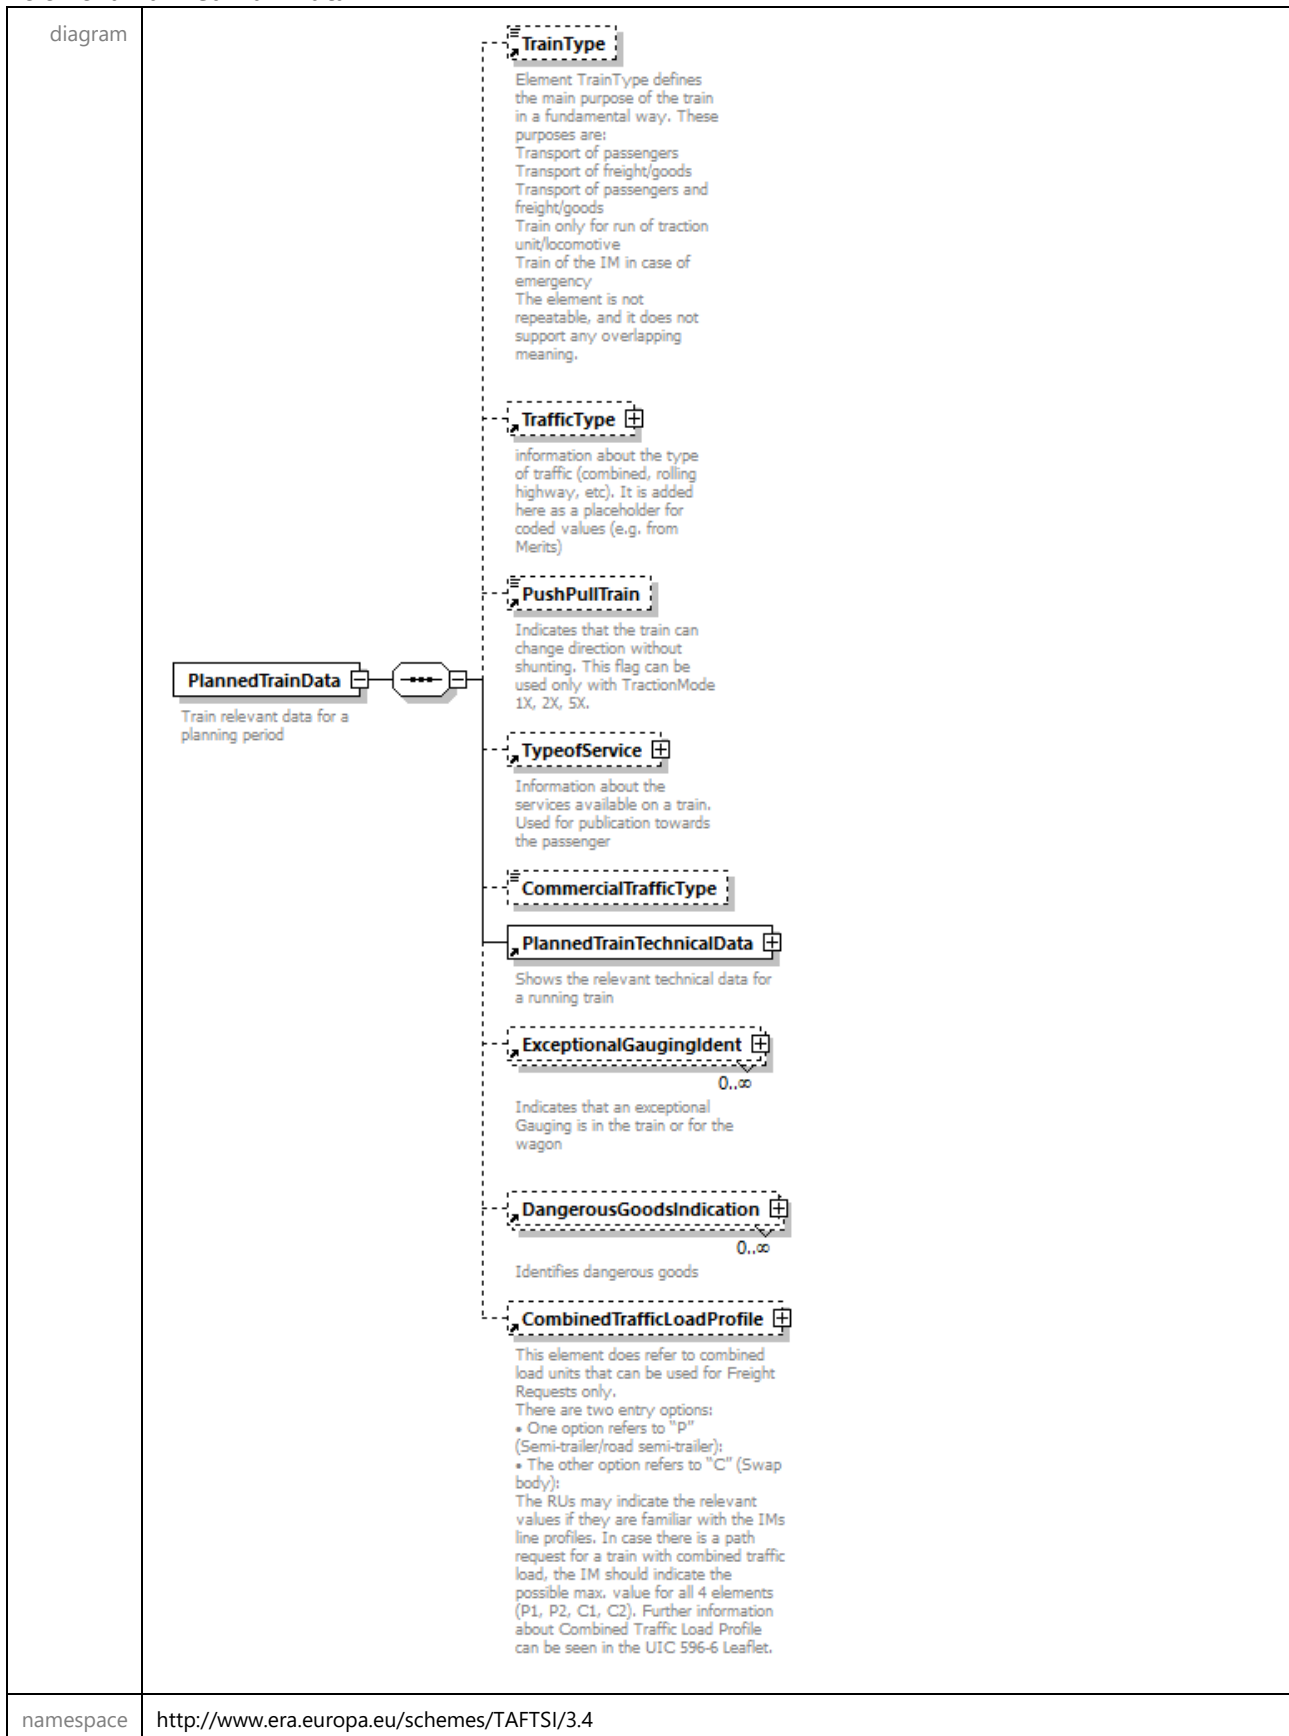 diagram
TrainType
Element TrainType defines
the main purpose of the train
in a fundamental way. These
purposes are:
Transport of passengers
Transport of freight/goods
Transport of passengers and
freight/goods
Train only for run of traction
unit/locomotive
Train of the IM in case of
emergency
The element is not
repeatable, and it does not
support any overlapping
meaning.
TrafficType
information about the type
of traffic (combined, rolling
highway, etc). It is added
here as a placeholder for
coded values (e.g. from
Merits)
PushPullTrain
Indicates that the train can
change direction without
shunting. This flag can be
used only with TractionMode
1X, 2X, 5X.
PlannedTrainData
Train relevant data for a
planning period
TypeofService
Information about the
services available on a train.
Used for publication towards
the passenger
CommercialTrafficType
PlannedTrainTechnicalData
Shows the relevant technical data for
a running train
ExceptionalGaugingIdent
0..∞
Indicates that an exceptional
Gauging is in the train or for the
wagon
DangerousGoodsIndication
0..∞
Identifies dangerous goods
CombinedTrafficLoadProfile
This element does refer to combined
load units that can be used for Freight
Requests only.
There are two entry options:
• One option refers to "P"
(Semi-trailer/road semi-trailer):
• The other option refers to "C" (Swap
body):
The RUs may indicate the relevant
values if they are familiar with the IMs
line profiles. In case there is a path
request for a train with combined traffic
load, the IM should indicate the
possible max. value for all 4 elements
(P1, P2, C1, C2). Further information
about Combined Traffic Load Profile
can be seen in the UIC 596-6 Leaflet.
namespace
http://www.era.europa.eu/schemes/TAFTSI/3.4